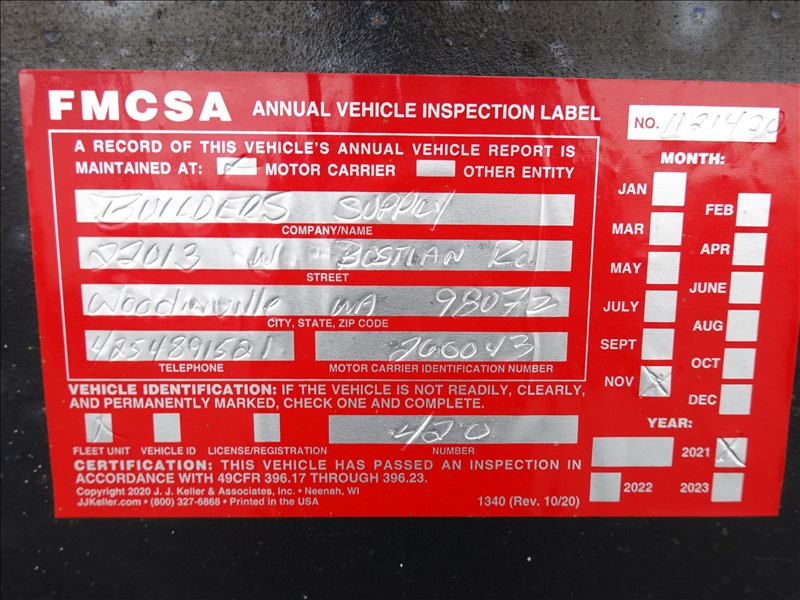 FMCSA ANNUAL VEHICLE INSPECTION LABEL
NO. 1121420
A RECORD OF THIS VEHICLE'S ANNUAL VEHICLE REPORT IS
MAINTAINED AT: MOTOR CARRIER OTHER ENTITY
BUILDERS SUPPLY
COMPANY/NAME
22013 W. BOSTIAN Rd
STREET
Woodinville WA 98072
CITY, STATE, ZIP CODE
4254891521 260043
TELEPHONE MOTOR CARRIER IDENTIFICATION NUMBER
VEHICLE IDENTIFICATION: IF THE VEHICLE IS NOT READILY, CLEARLY,
AND PERMANENTLY MARKED, CHECK ONE AND COMPLETE.
420
FLEET UNIT VEHICLE ID LICENSE/REGISTRATION NUMBER
CERTIFICATION: THIS VEHICLE HAS PASSED AN INSPECTION IN
ACCORDANCE WITH 49CFR 396.17 THROUGH 396.23.
Copyright 2020 J. J. Keller & Associates, Inc. • Neenah, WI
JJKeller.com • (800) 327-6868 • Printed in the USA
1340 (Rev. 10/20)
MONTH:
JAN FEB
MAR APR
MAY JUNE
JULY AUG
SEPT OCT
NOV X DEC
YEAR:
2021 X
2022 2023